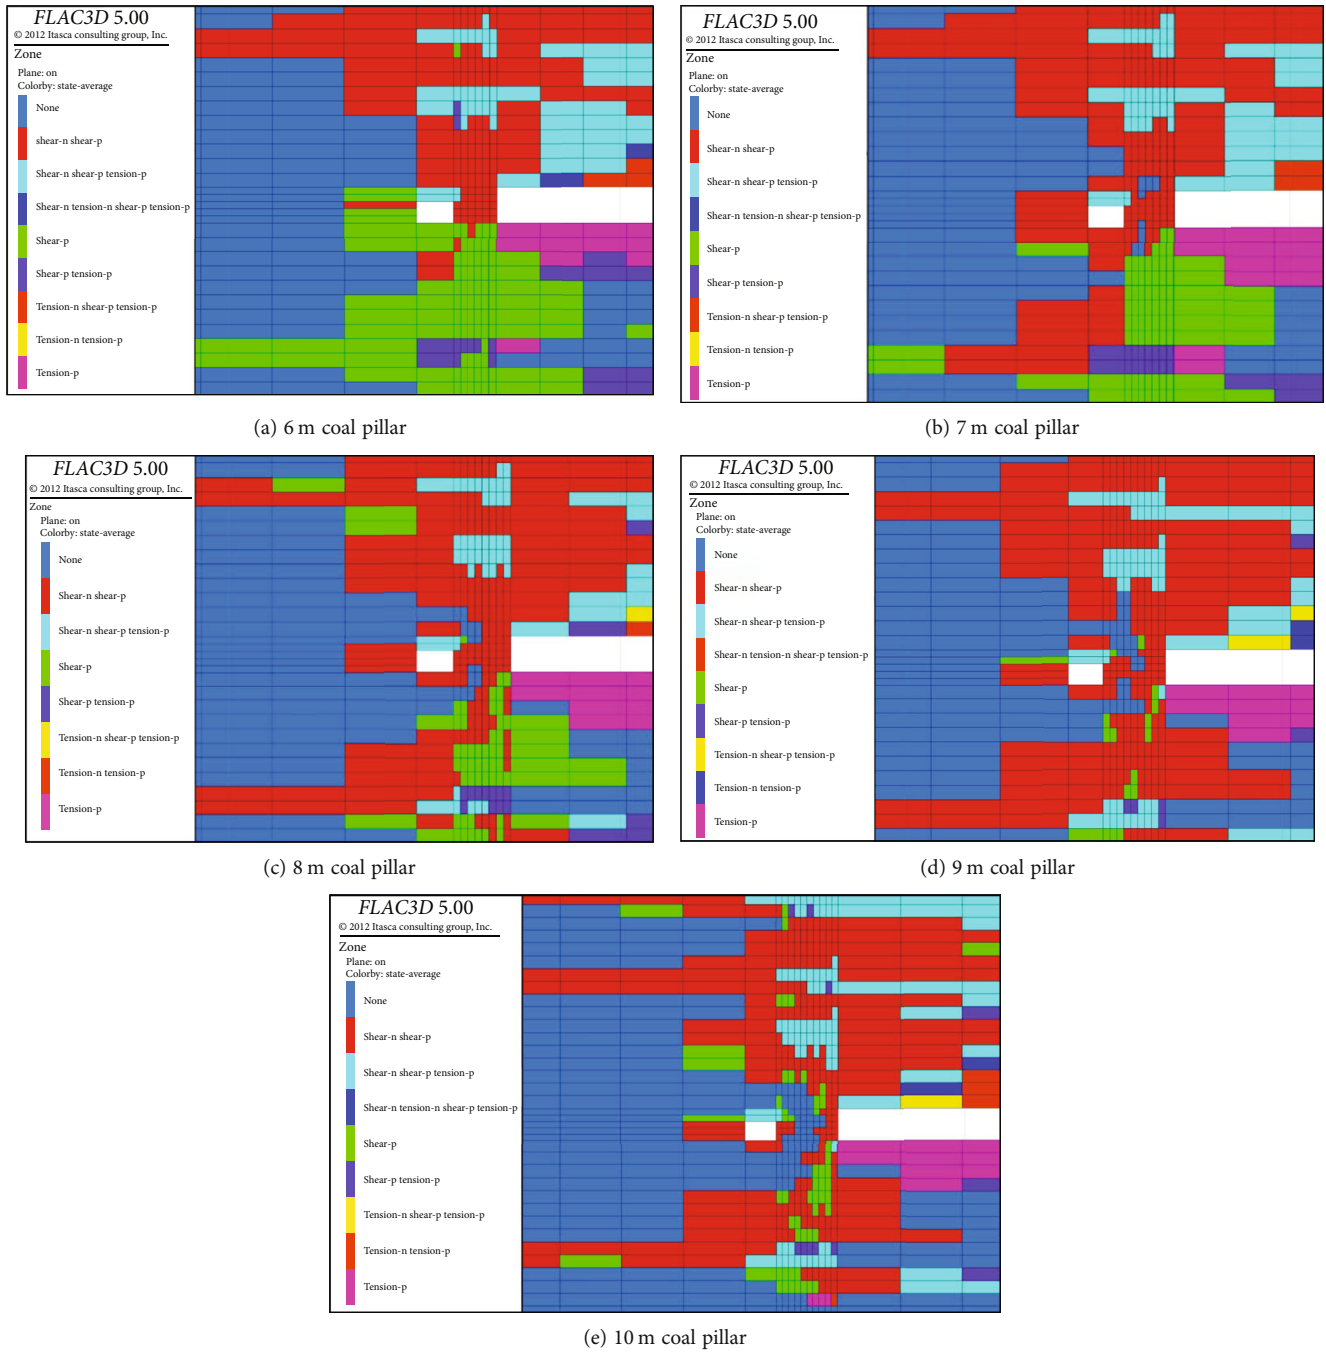 FLAC3D 5.00
© 2012 Itasca consulting group, Inc.
Zone
Plane: on
Colorby: state-average
None
shear-n shear-p
Shear-n shear-p tension-p
Shear-n tension-n shear-p tension-p
Shear-p
Shear-p tension-p
Tension-n shear-p tension-p
Tension-n tension-p
Tension-p
(a) 6 m coal pillar
FLAC3D 5.00
© 2012 Itasca consulting goup, Inc.
Zone
Plane: on
Colorby: state-average
None
Shear-n shear-p
Shear-n shear-p tension-p
Shear-n tension-n shear-p tension-p
Shear-p
Shear-p tension-p
Tension-n shear-p tension-p
Tension-n tension-p
Tension-p
(b) 7 m coal pillar
FLAC3D 5.00
© 2012 Itasca consulting group, Inc.
Zone
Plane: on
Colorby: state-average
None
Shear-n shear-p
Shear-n shear-p tension-p
Shear-p
Shear-p tension-p
Tension-n shear-p tension-p
Tension-n tension-p
Tension-p
(c) 8 m coal pillar
FLAC3D 5.00
© 2012 Itasca consulting group, Inc.
Zone
Plane: on
Colorby: state-average
None
Shear-n shear-p
Shear-n shear-p tension-p
Shear-n tension-n shear-p tension-p
Shear-p
Shear-p tension-p
Tension-n shear-p tension-p
Tension-n tension-p
Tension-p
(d) 9 m coal pillar
FLAC3D 5.00
© 2012 Itasca consulting group, Inc.
Zone
Plane: on
Colorby: state-average
None
Shear-n shear-p
Shear-n shear-p tension-p
Shear-n tension-n shear-p tension-p
Shear-p
Shear-p tension-p
Tension-n shear-p tension-p
Tension-n tension-p
Tension-p
(e) 10 m coal pillar